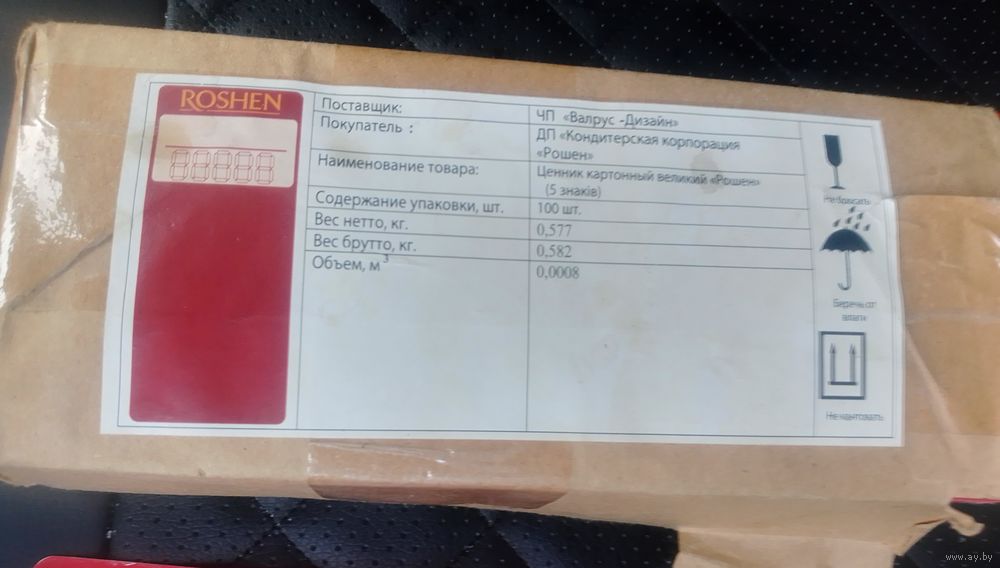 ROSHEN
88888
Поставщик:
ЧП «Валрус -Дизайн»
Покупатель :
ДП «Кондитерская корпорация
«Рошен»
Наименование товара:
Ценник картонный великий «Рошен»
(5 знаків)
Содержание упаковки, шт.
100 шт.
Вес нетто, кг.
0,577
Вес брутто, кг.
0,582
Объем, м3
0,0008
Не бросать
Беречь от
влаги
Не кантовать
www.ay.by